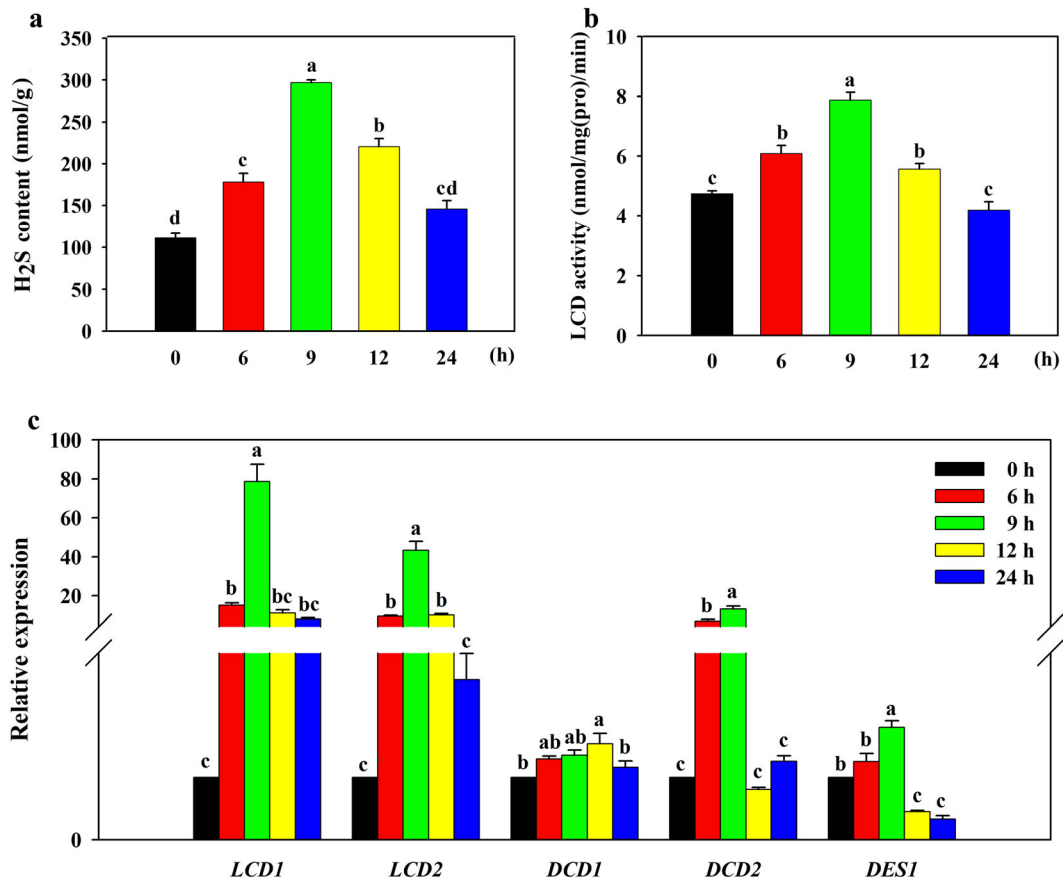 a
H2S content (nmol/g)
350
300
250
200
150
100
50
0
d
c
a
b
cd
0 6 9 12 24 (h)
b
LCD activity (nmol/mg(pro)/min)
10
8
6
4
2
0
c
b
a
b
c
0 6 9 12 24 (h)
c
Relative expression
100
80
60
40
20
0
c b a bc bc
c b a b c
b ab ab a b
c b a c c
b b a c c
0 h
6 h
9 h
12 h
24 h
LCD1 LCD2 DCD1 DCD2 DES1